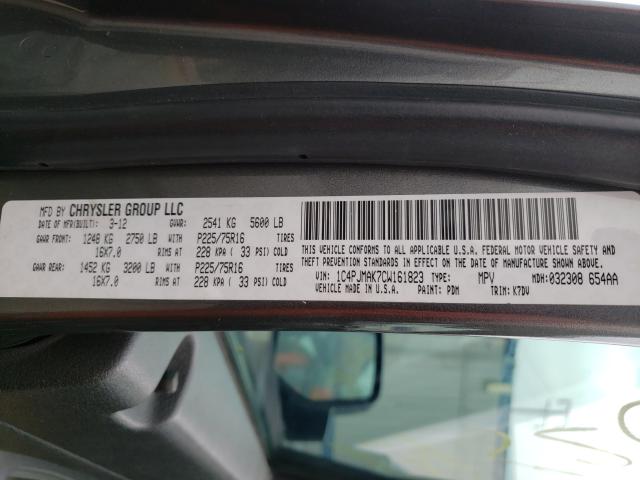 MFD BY CHRYSLER GROUP LLC
DATE OF MFR(BUILT): 3-12 GVWR: 2541 KG 5600 LB
GAWR FRONT: 1248 KG 2750 LB P225/75R16 TIRES
16X7.0 RIMS AT 228 KPA ( 33 PSI) COLD
GAWR REAR: 1452 KG 3200 LB P225/75R16 TIRES
16X7.0 RIMS AT 228 KPA ( 33 PSI) COLD
THIS VEHICLE CONFORMS TO ALL APPLICABLE U.S.A. FEDERAL MOTOR VEHICLE SAFETY AND
THEFT PREVENTION STANDARDS IN EFFECT ON THE DATE OF MANUFACTURE SHOWN ABOVE.
VIN: 1C4PJMAK7CW161823 TYPE: MPV MDH: 032308 654AA
VEHICLE MADE IN U.S.A. PAINT: PDM TRIM: K7DV